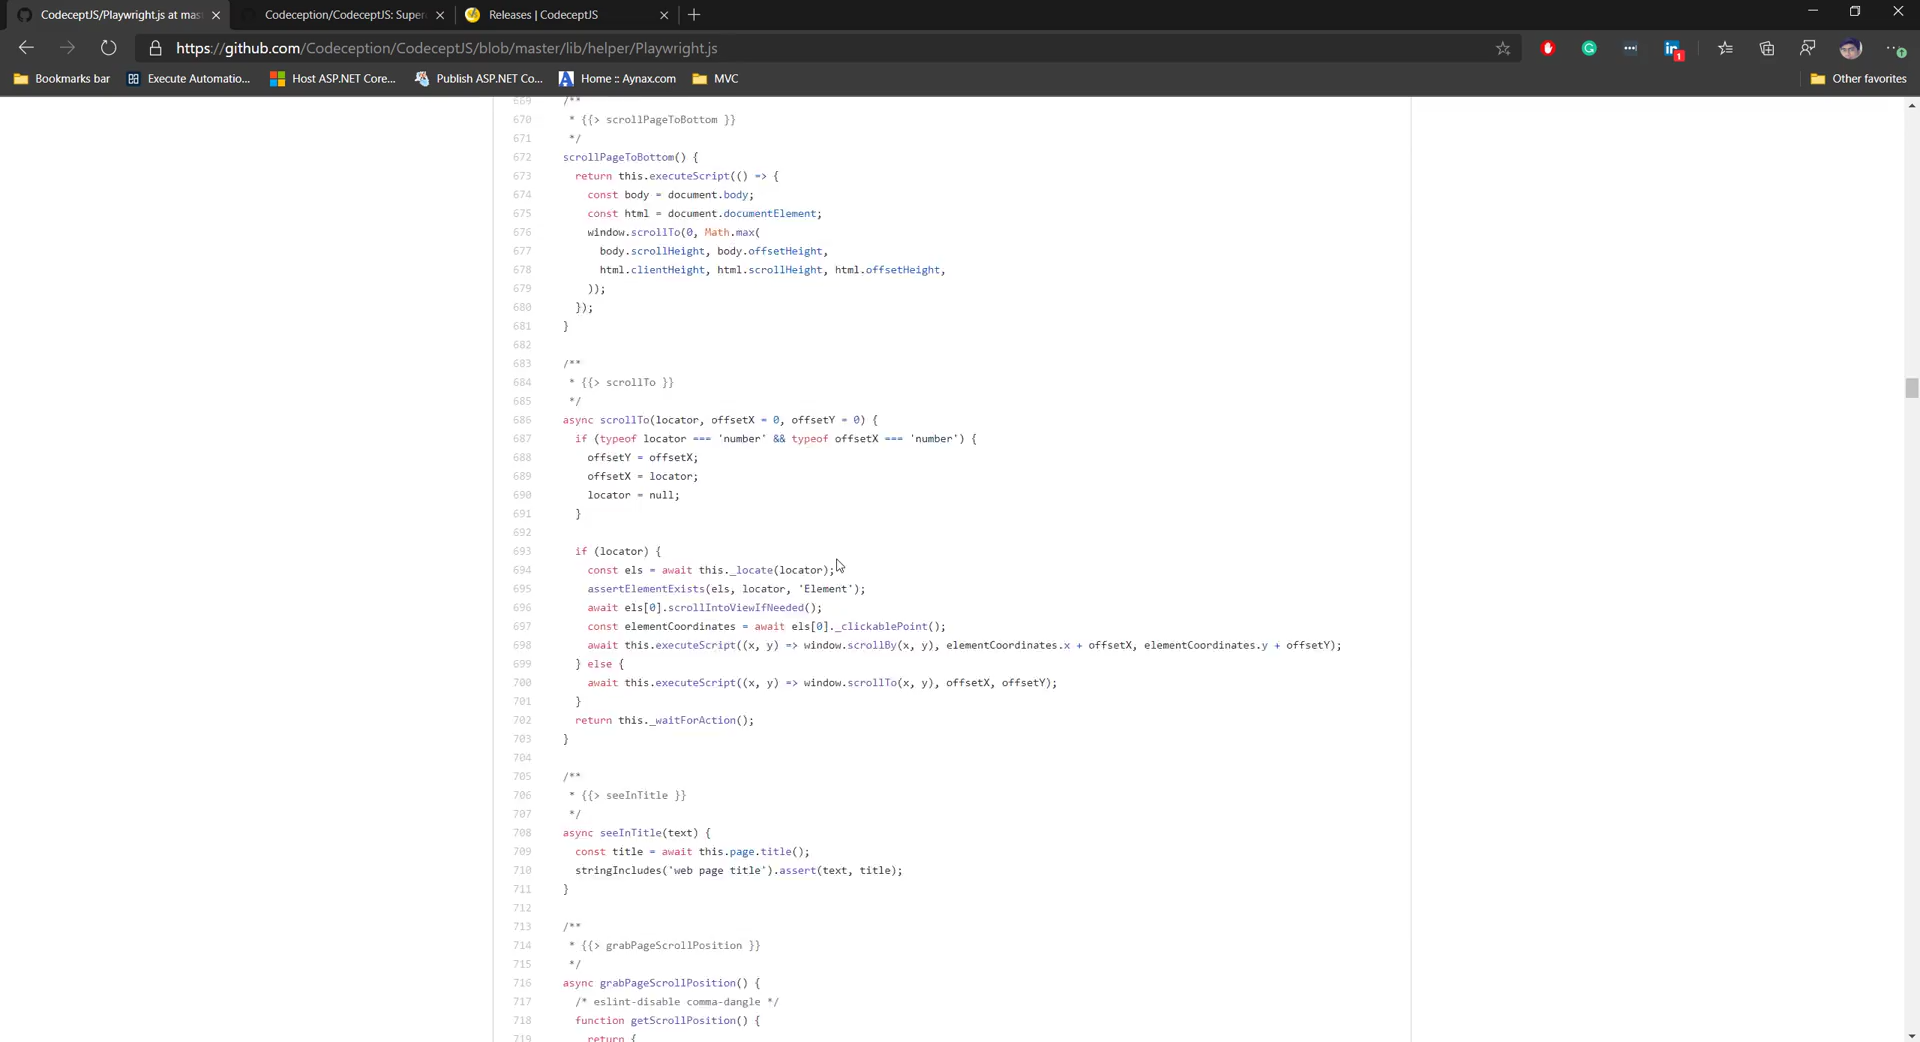 CodeceptJS/Playwright.js at mas
Codeception/CodeceptJS: Super
Releases | CodeceptJS
https://github.com/Codeception/CodeceptJS/blob/master/lib/helper/Playwright.js
1
Bookmarks bar
Execute Automatio...
Host ASP.NET Core...
Publish ASP.NET Co...
Home :: Aynax.com
MVC
Other favorites
669 /**
670 * {{> scrollPageToBottom }}
671 */
672 scrollPageToBottom() {
673 return this.executeScript(() => {
674 const body = document.body;
675 const html = document.documentElement;
676 window.scrollTo(0, Math.max(
677 body.scrollHeight, body.offsetHeight,
678 html.clientHeight, html.scrollHeight, html.offsetHeight,
679 ));
680 });
681 }
682
683 /**
684 * {{> scrollTo }}
685 */
686 async scrollTo(locator, offsetX = 0, offsetY = 0) {
687 if (typeof locator === 'number' && typeof offsetX === 'number') {
688 offsetY = offsetX;
689 offsetX = locator;
690 locator = null;
691 }
692
693 if (locator) {
694 const els = await this._locate(locator);
695 assertElementExists(els, locator, 'Element');
696 await els[0].scrollIntoViewIfNeeded();
697 const elementCoordinates = await els[0]._clickablePoint();
698 await this.executeScript((x, y) => window.scrollBy(x, y), elementCoordinates.x + offsetX, elementCoordinates.y + offsetY);
699 } else {
700 await this.executeScript((x, y) => window.scrollTo(x, y), offsetX, offsetY);
701 }
702 return this._waitForAction();
703 }
704
705 /**
706 * {{> seeInTitle }}
707 */
708 async seeInTitle(text) {
709 const title = await this.page.title();
710 stringIncludes('web page title').assert(text, title);
711 }
712
713 /**
714 * {{> grabPageScrollPosition }}
715 */
716 async grabPageScrollPosition() {
717 /* eslint-disable comma-dangle */
718 function getScrollPosition() {
719 return {